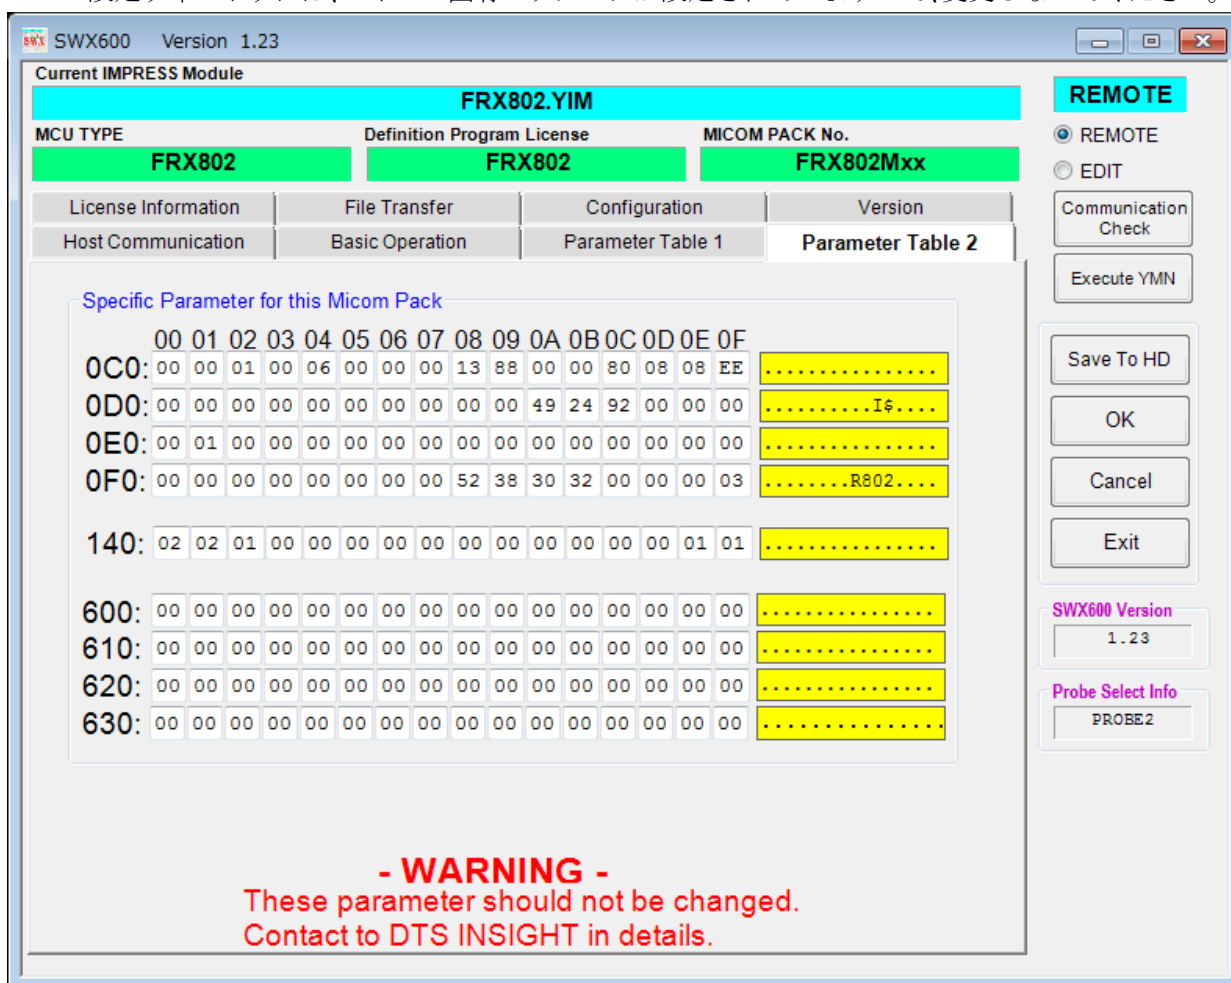 SWX600 Version 1.23
Current IMPRESS Module
FRX802.YIM
MCU TYPE Definition Program License MICOM PACK No.
FRX802 FRX802 FRX802Mxx
License Information File Transfer Configuration Version
Host Communication Basic Operation Parameter Table 1 Parameter Table 2
Specific Parameter for this Micom Pack
00 01 02 03 04 05 06 07 08 09 0A 0B 0C 0D 0E 0F
0C0: 00 00 01 00 06 00 00 00 13 88 00 00 80 08 08 EE ................
0D0: 00 00 00 00 00 00 00 00 00 00 49 24 92 00 00 00 ..........I$....
0E0: 00 01 00 00 00 00 00 00 00 00 00 00 00 00 00 00 ................
0F0: 00 00 00 00 00 00 00 00 52 38 30 32 00 00 00 03 ........R802....
140: 02 02 01 00 00 00 00 00 00 00 00 00 00 00 01 01 ................
600: 00 00 00 00 00 00 00 00 00 00 00 00 00 00 00 00 ................
610: 00 00 00 00 00 00 00 00 00 00 00 00 00 00 00 00 ................
620: 00 00 00 00 00 00 00 00 00 00 00 00 00 00 00 00 ................
630: 00 00 00 00 00 00 00 00 00 00 00 00 00 00 00 00 ................
- WARNING -
These parameter should not be changed.
Contact to DTS INSIGHT in details.
REMOTE
REMOTE
EDIT
Communication
Check
Execute YMN
Save To HD
OK
Cancel
Exit
SWX600 Version
1.23
Probe Select Info
PROBE2